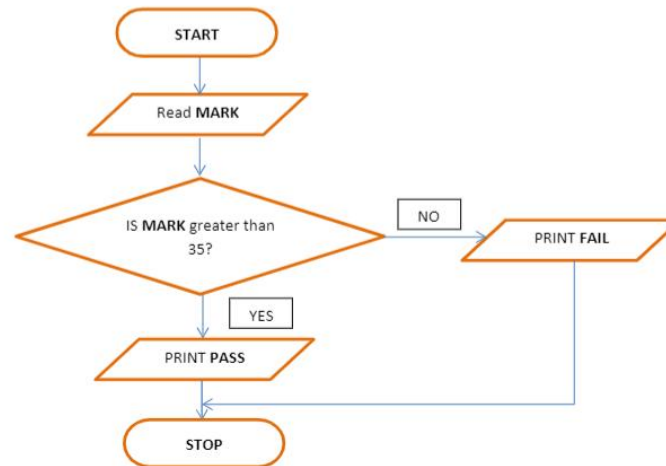 START
Read MARK
IS MARK greater than
35?
NO
PRINT FAIL
YES
PRINT PASS
STOP